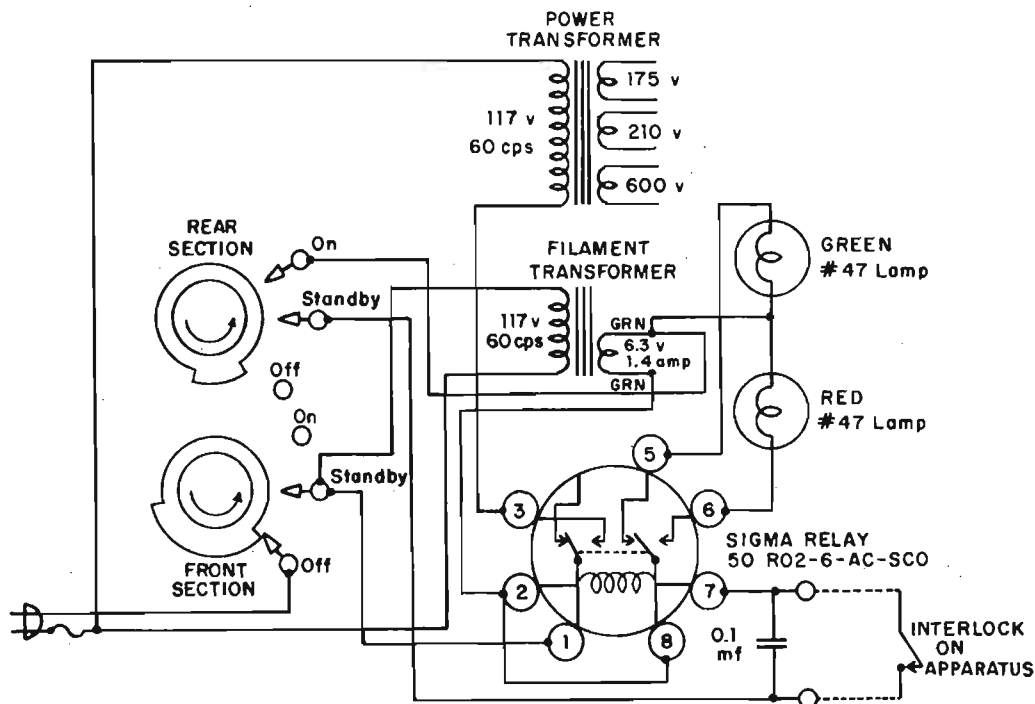 POWER
TRANSFORMER
117 v
60 cps
175 v
210 v
600 v
REAR
SECTION
On
Standby
Off
On
Standby
Off
FRONT
SECTION
FILAMENT
TRANSFORMER
117 v
60 cps
GRN
6.3 v
1.4 amp
GRN
GREEN
#47 Lamp
RED
#47 Lamp
5
3
6
2
7
1
8
SIGMA RELAY
50 RO2-6-AC-SCO
0.1
mf
INTERLOCK
ON
APPARATUS